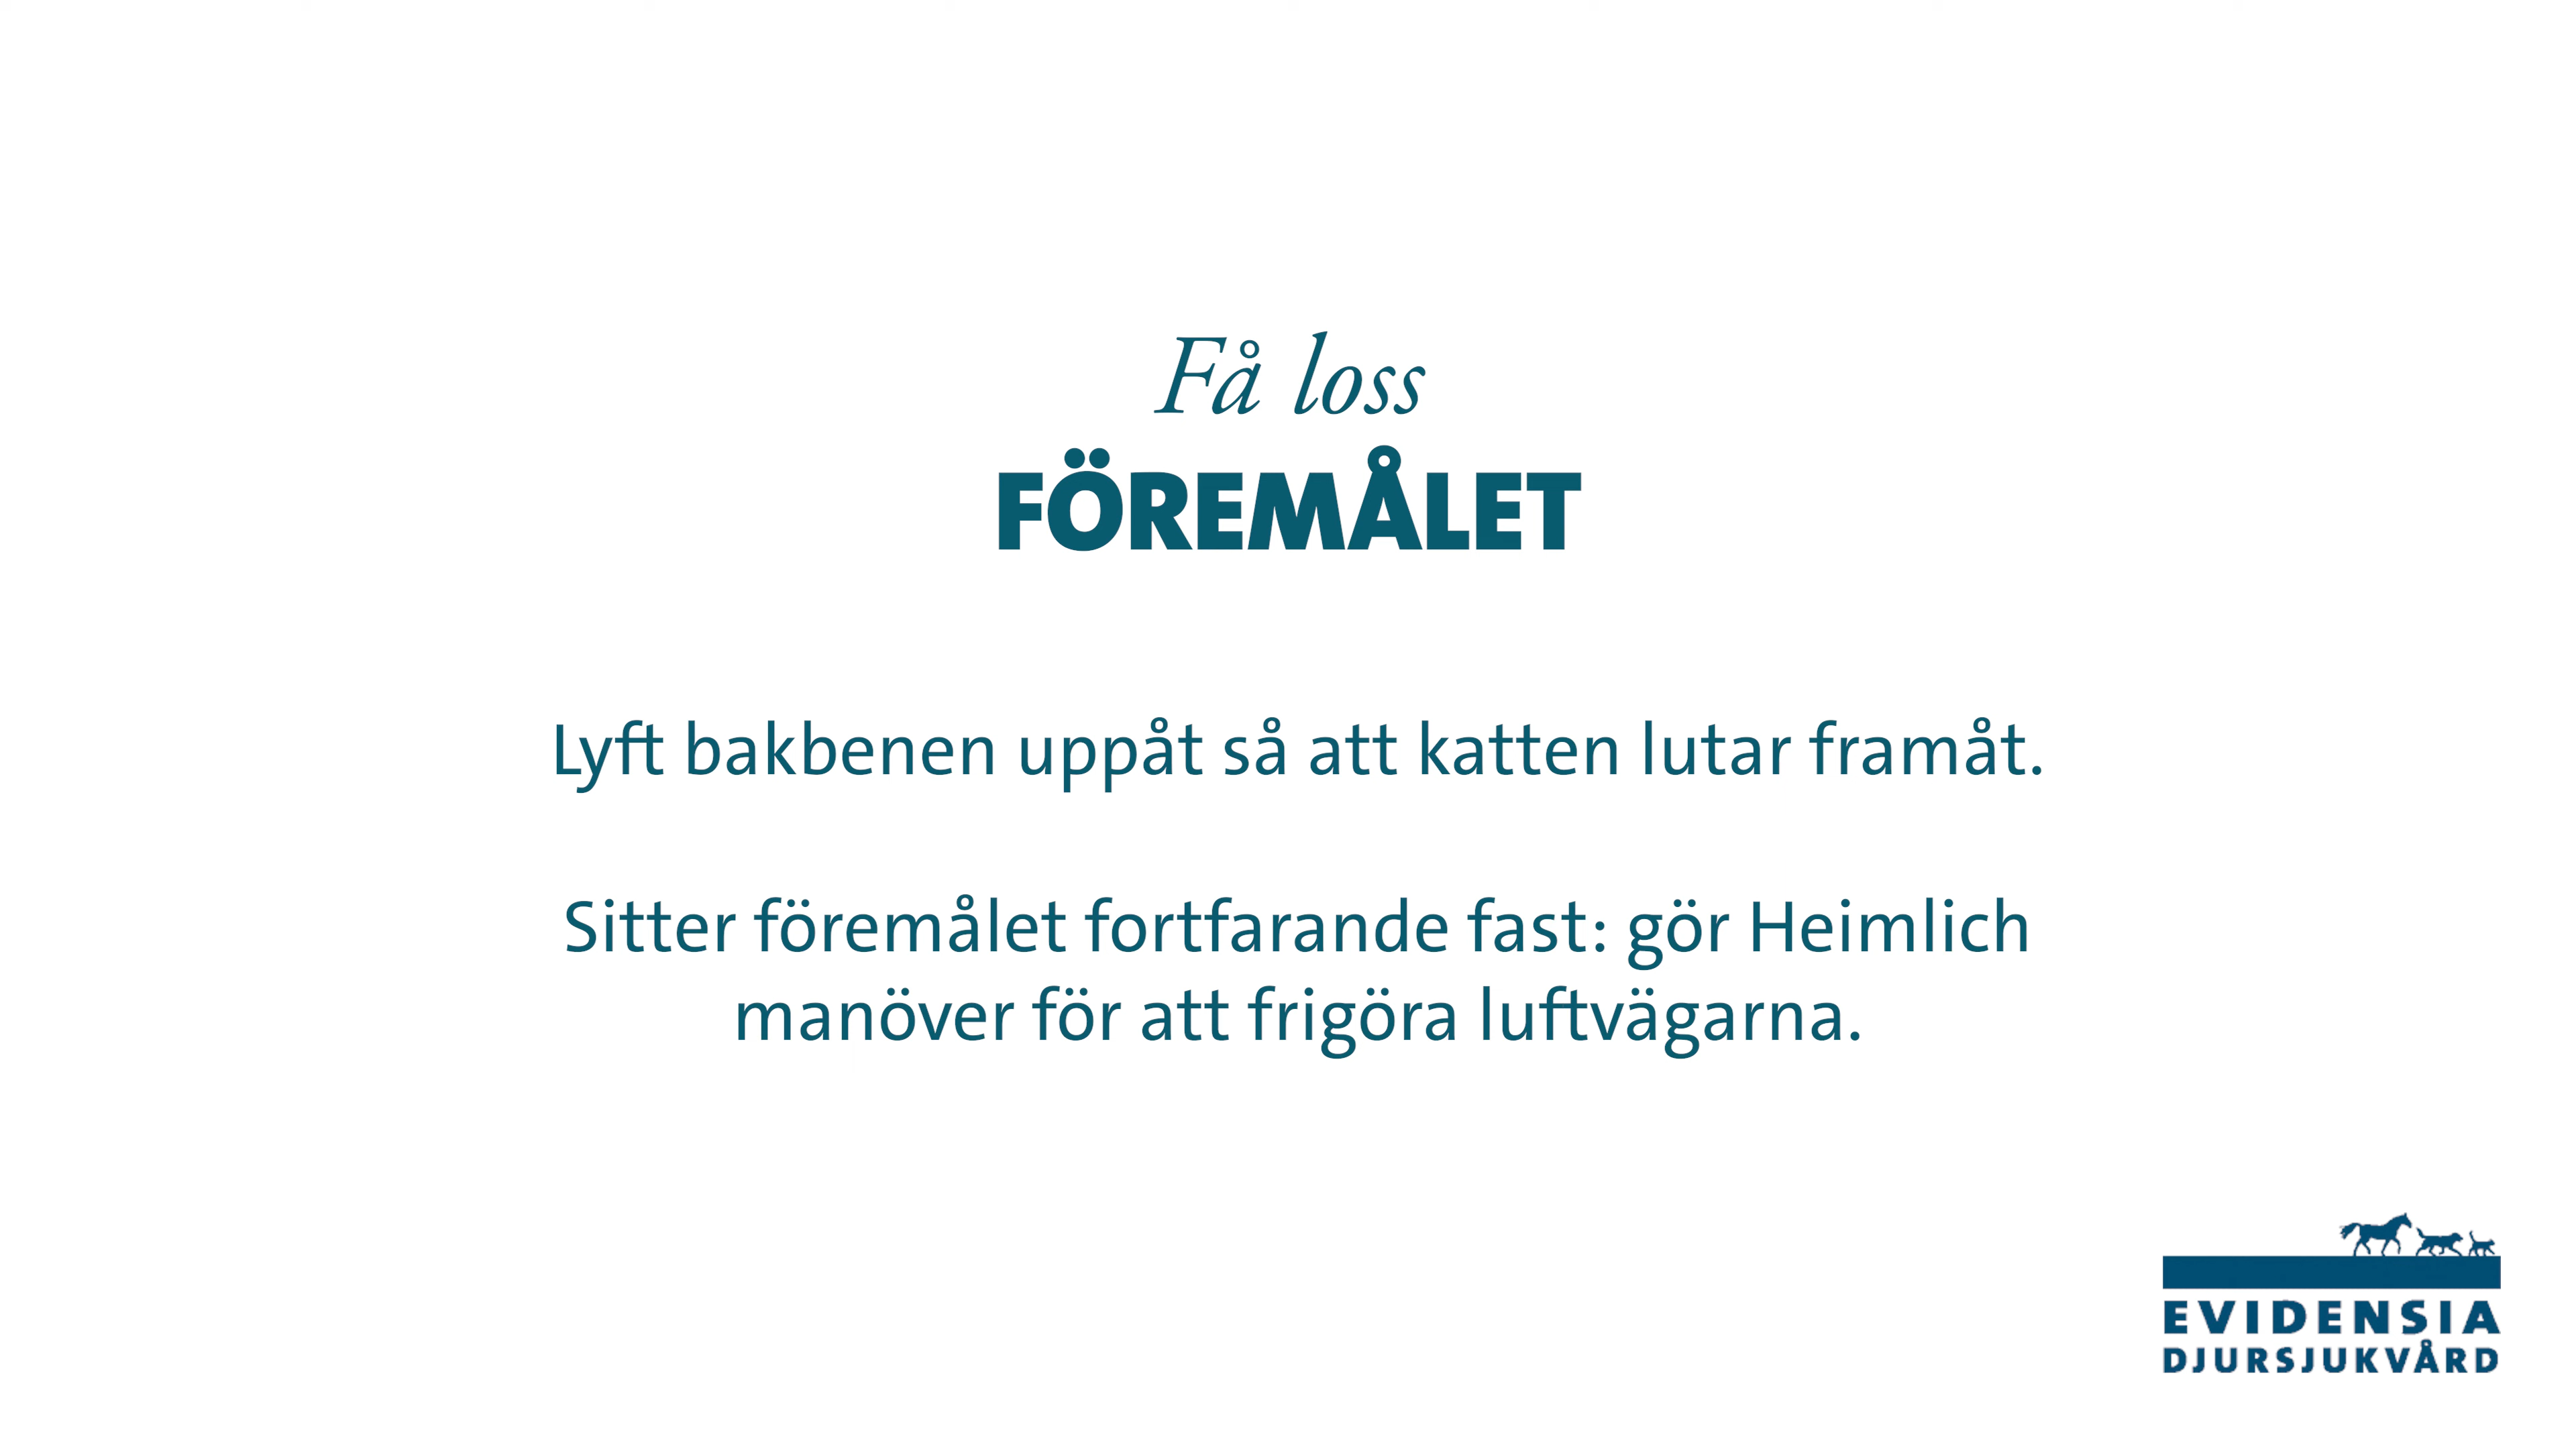 Få loss
FÖREMÅLET
Lyft bakbenen uppåt så att katten lutar framåt.
Sitter föremålet fortfarande fast: gör Heimlich
manöver för att frigöra luftvägarna.
EVIDENSIA
DJURSJUKVÅRD